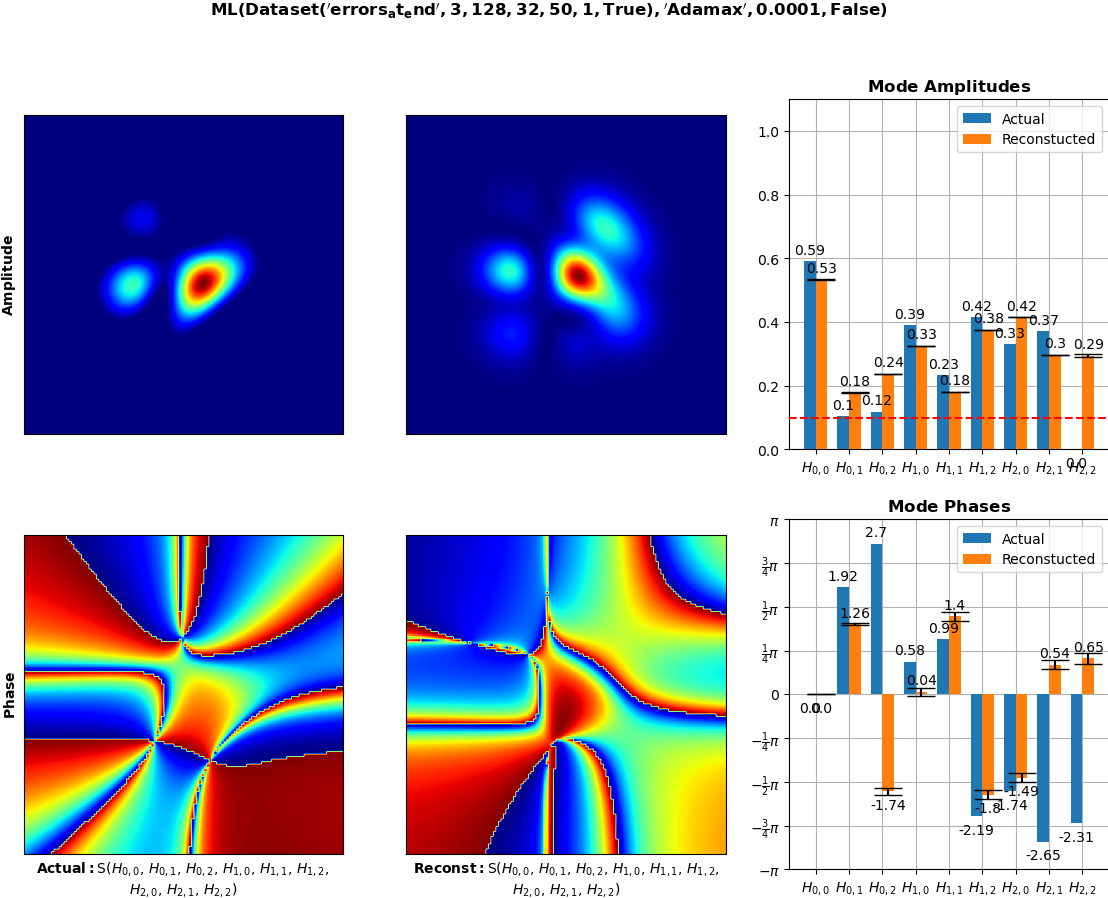 ML(Dataset('errors_at_end', 3, 128, 32, 50, 1, True), 'Adamax', 0.0001, False)
Amplitude
Mode Amplitudes
Actual
Reconstucted
1.0
0.8
0.6
0.4
0.2
0.0
0.59
0.53
0.1
0.18
0.12
0.24
0.39
0.33
0.23
0.18
0.42
0.38
0.33
0.42
0.37
0.3
0.0
0.29
H0,0 H0,1 H0,2 H1,0 H1,1 H1,2 H2,0 H2,1 H2,2
Phase
Actual: S(H0,0, H0,1, H0,2, H1,0, H1,1, H1,2,
H2,0, H2,1, H2,2)
Reconst: S(H0,0, H0,1, H0,2, H1,0, H1,1, H1,2,
H2,0, H2,1, H2,2)
Mode Phases
Actual
Reconstucted
π
3/4π
1/2π
1/4π
0
−1/4π
−1/2π
−3/4π
−π
0.0
0.0
1.92
1.26
2.7
-1.74
0.58
0.04
0.99
1.4
-2.19
-1.8
-1.74
-1.49
-2.65
0.54
-2.31
0.65
H0,0 H0,1 H0,2 H1,0 H1,1 H1,2 H2,0 H2,1 H2,2